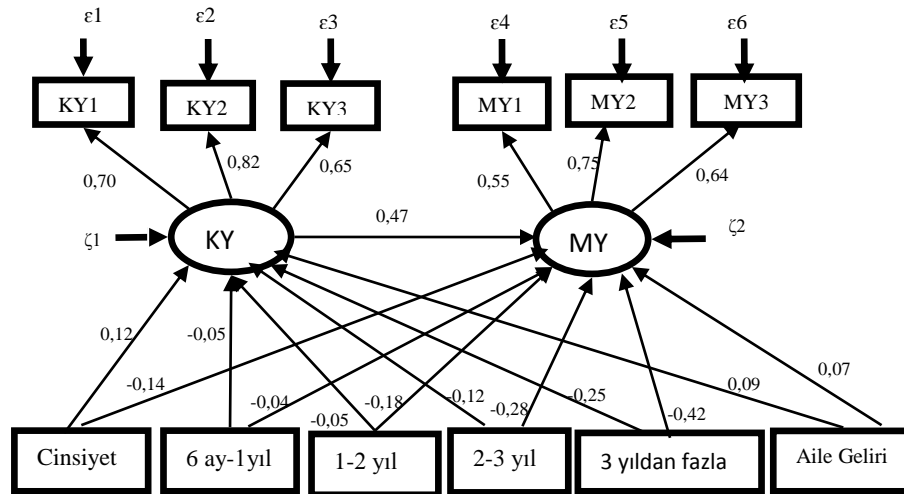 ε1 ε2 ε3 ε4 ε5 ε6
KY1 KY2 KY3 MY1 MY2 MY3
0,70 0,82 0,65 0,55 0,75 0,64
ζ1 KY 0,47 MY ζ2
0,12 -0,05 -0,14 -0,04 -0,05 -0,18 -0,12 -0,28 -0,25 -0,42 0,09 0,07
Cinsiyet 6 ay-1yıl 1-2 yıl 2-3 yıl 3 yıldan fazla Aile Geliri